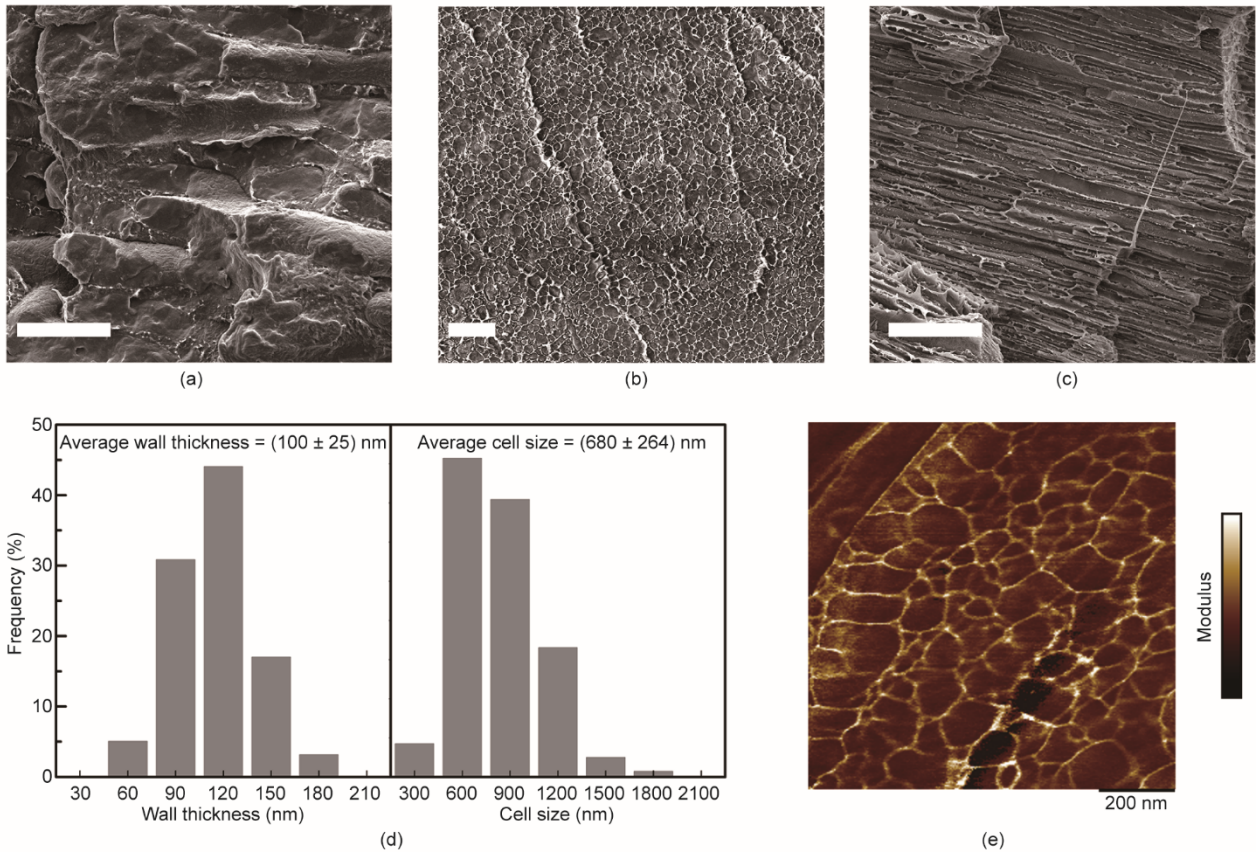 (a)
(b)
(c)
Average wall thickness = (100 ± 25) nm
Average cell size = (680 ± 264) nm
50
40
30
20
10
0
Frequency (%)
30 60 90 120 150 180 210
300 600 900 1200 1500 1800 2100
Wall thickness (nm)
Cell size (nm)
(d)
Modulus
200 nm
(e)